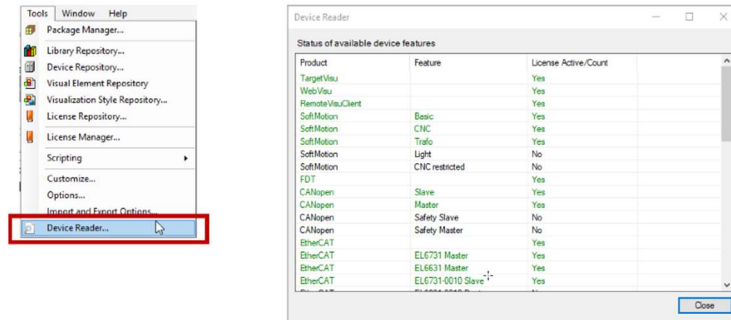 Tools Window Help
Package Manager...
Library Repository...
Device Repository...
Visual Element Repository
Visualization Style Repository...
License Repository...
License Manager...
Scripting
Customize...
Options...
Import and Export Options...
Device Reader...
Device Reader
Status of available device features
Product Feature License Active/Count
TargetVisu Yes
WebVisu Yes
RemoteVisuClient Yes
SoftMotion Basic Yes
SoftMotion CNC Yes
SoftMotion Trafo Yes
SoftMotion Light No
SoftMotion CNC restricted No
FDT Yes
CANopen Slave Yes
CANopen Master Yes
CANopen Safety Slave No
CANopen Safety Master No
EtherCAT Yes
EtherCAT EL6731 Master Yes
EtherCAT EL6631 Master Yes
EtherCAT EL6731-0010 Slave Yes
Close